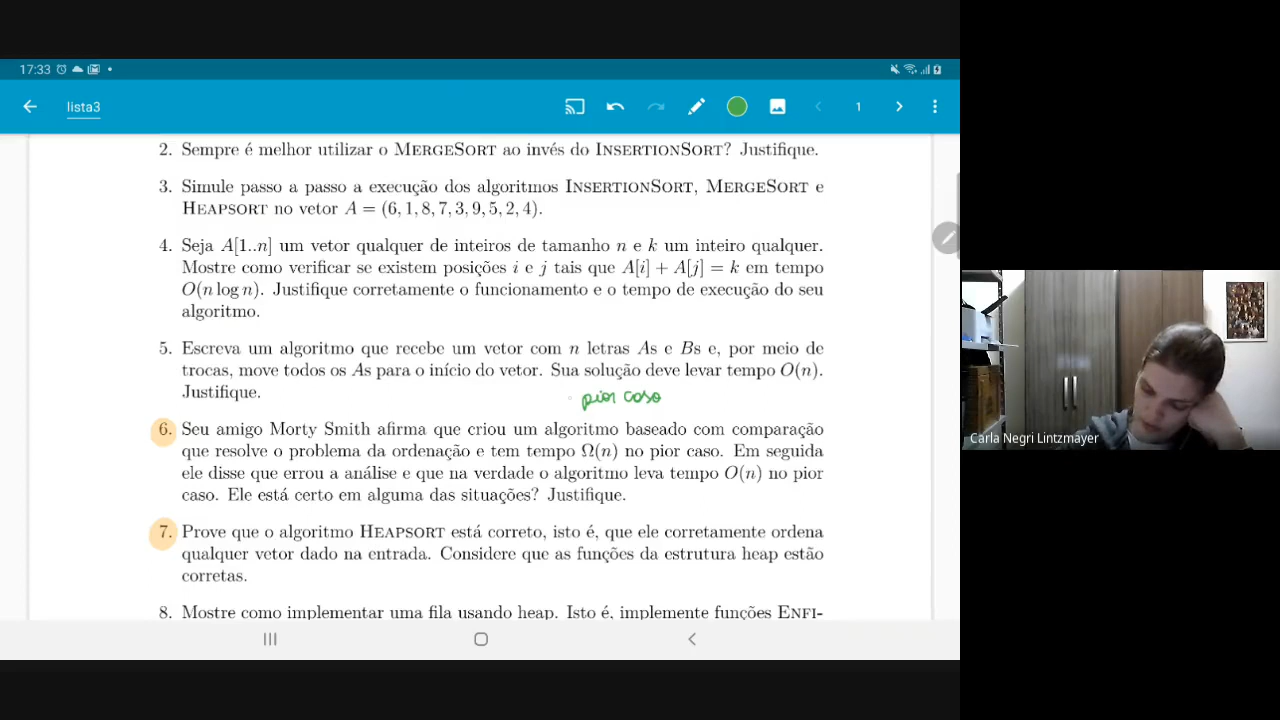 17:33
lista3
1
2. Sempre é melhor utilizar o MERGESORT ao invés do INSERTIONSORT? Justifique.
3. Simule passo a passo a execução dos algoritmos INSERTIONSORT, MERGESORT e
HEAPSORT no vetor A = (6, 1, 8, 7, 3, 9, 5, 2, 4).
4. Seja A[1..n] um vetor qualquer de inteiros de tamanho n e k um inteiro qualquer.
Mostre como verificar se existem posições i e j tais que A[i] + A[j] = k em tempo
O(n log n). Justifique corretamente o funcionamento e o tempo de execução do seu
algoritmo.
5. Escreva um algoritmo que recebe um vetor com n letras As e Bs e, por meio de
trocas, move todos os As para o início do vetor. Sua solução deve levar tempo O(n).
Justifique.
pior caso
6. Seu amigo Morty Smith afirma que criou um algoritmo baseado com comparação
que resolve o problema da ordenação e tem tempo Ω(n) no pior caso. Em seguida
ele disse que errou a análise e que na verdade o algoritmo leva tempo O(n) no pior
caso. Ele está certo em alguma das situações? Justifique.
7. Prove que o algoritmo HEAPSORT está correto, isto é, que ele corretamente ordena
qualquer vetor dado na entrada. Considere que as funções da estrutura heap estão
corretas.
8. Mostre como implementar uma fila usando heap. Isto é, implemente funções ENFI-
Carla Negri Lintzmayer